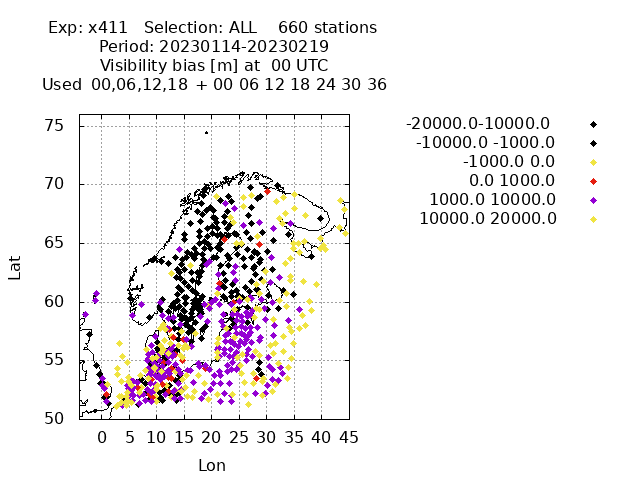 Exp: x411 Selection: ALL 660 stations
Period: 20230114-20230219
Visibility bias [m] at 00 UTC
Used 00,06,12,18 + 00 06 12 18 24 30 36
-20000.0-10000.0
-10000.0 -1000.0
-1000.0 0.0
0.0 1000.0
1000.0 10000.0
10000.0 20000.0
75
70
65
60
55
50
Lat
0 5 10 15 20 25 30 35 40 45
Lon